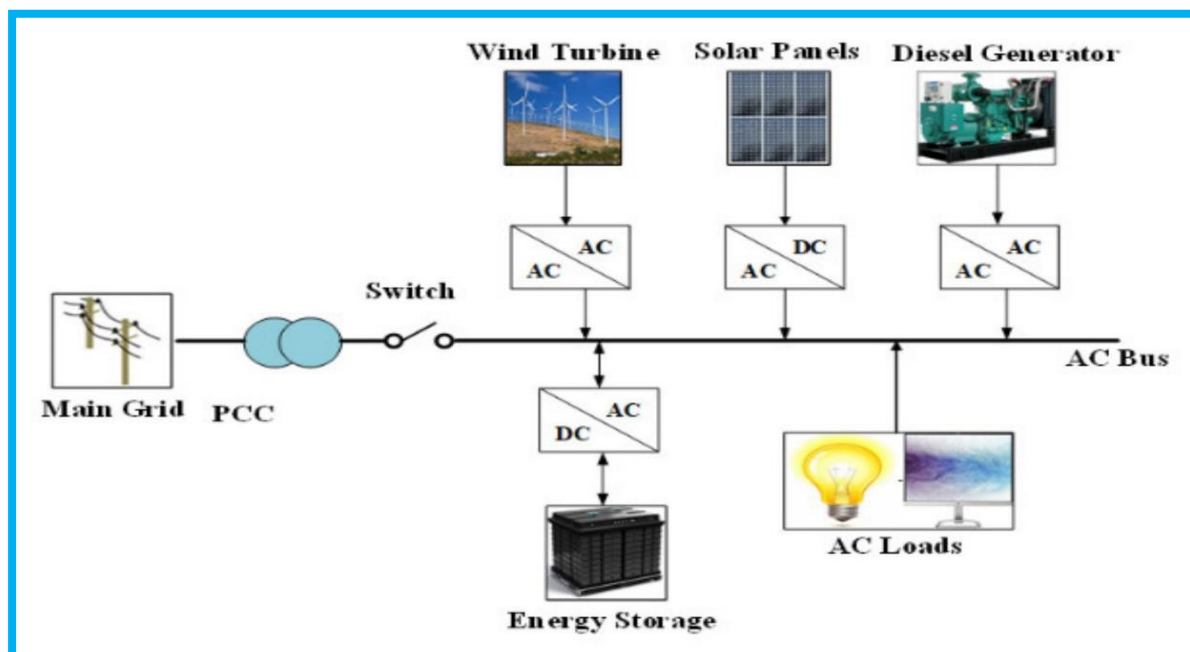 Wind Turbine
Solar Panels
Diesel Generator
AC
AC
DC
AC
AC
AC
Switch
AC Bus
Main Grid
PCC
AC
DC
AC Loads
Energy Storage